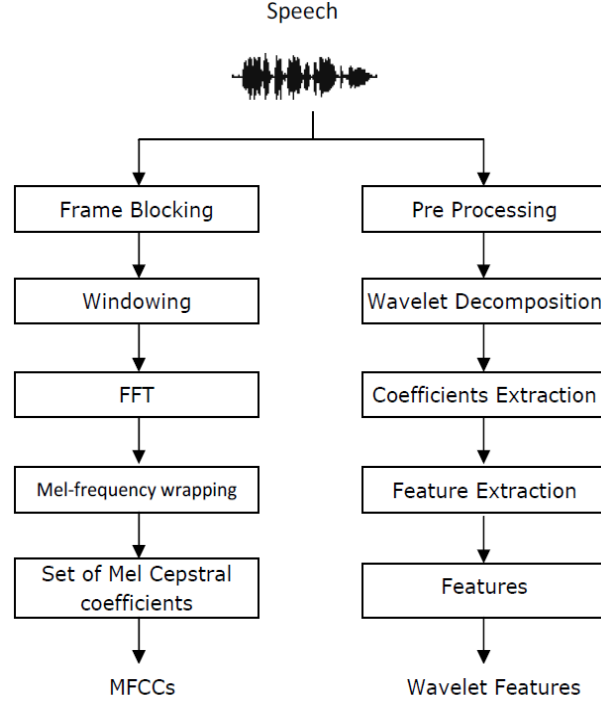 Speech
Frame Blocking
Windowing
FFT
Mel-frequency wrapping
Set of Mel Cepstral
coefficients
MFCCs
Pre Processing
Wavelet Decomposition
Coefficients Extraction
Feature Extraction
Features
Wavelet Features